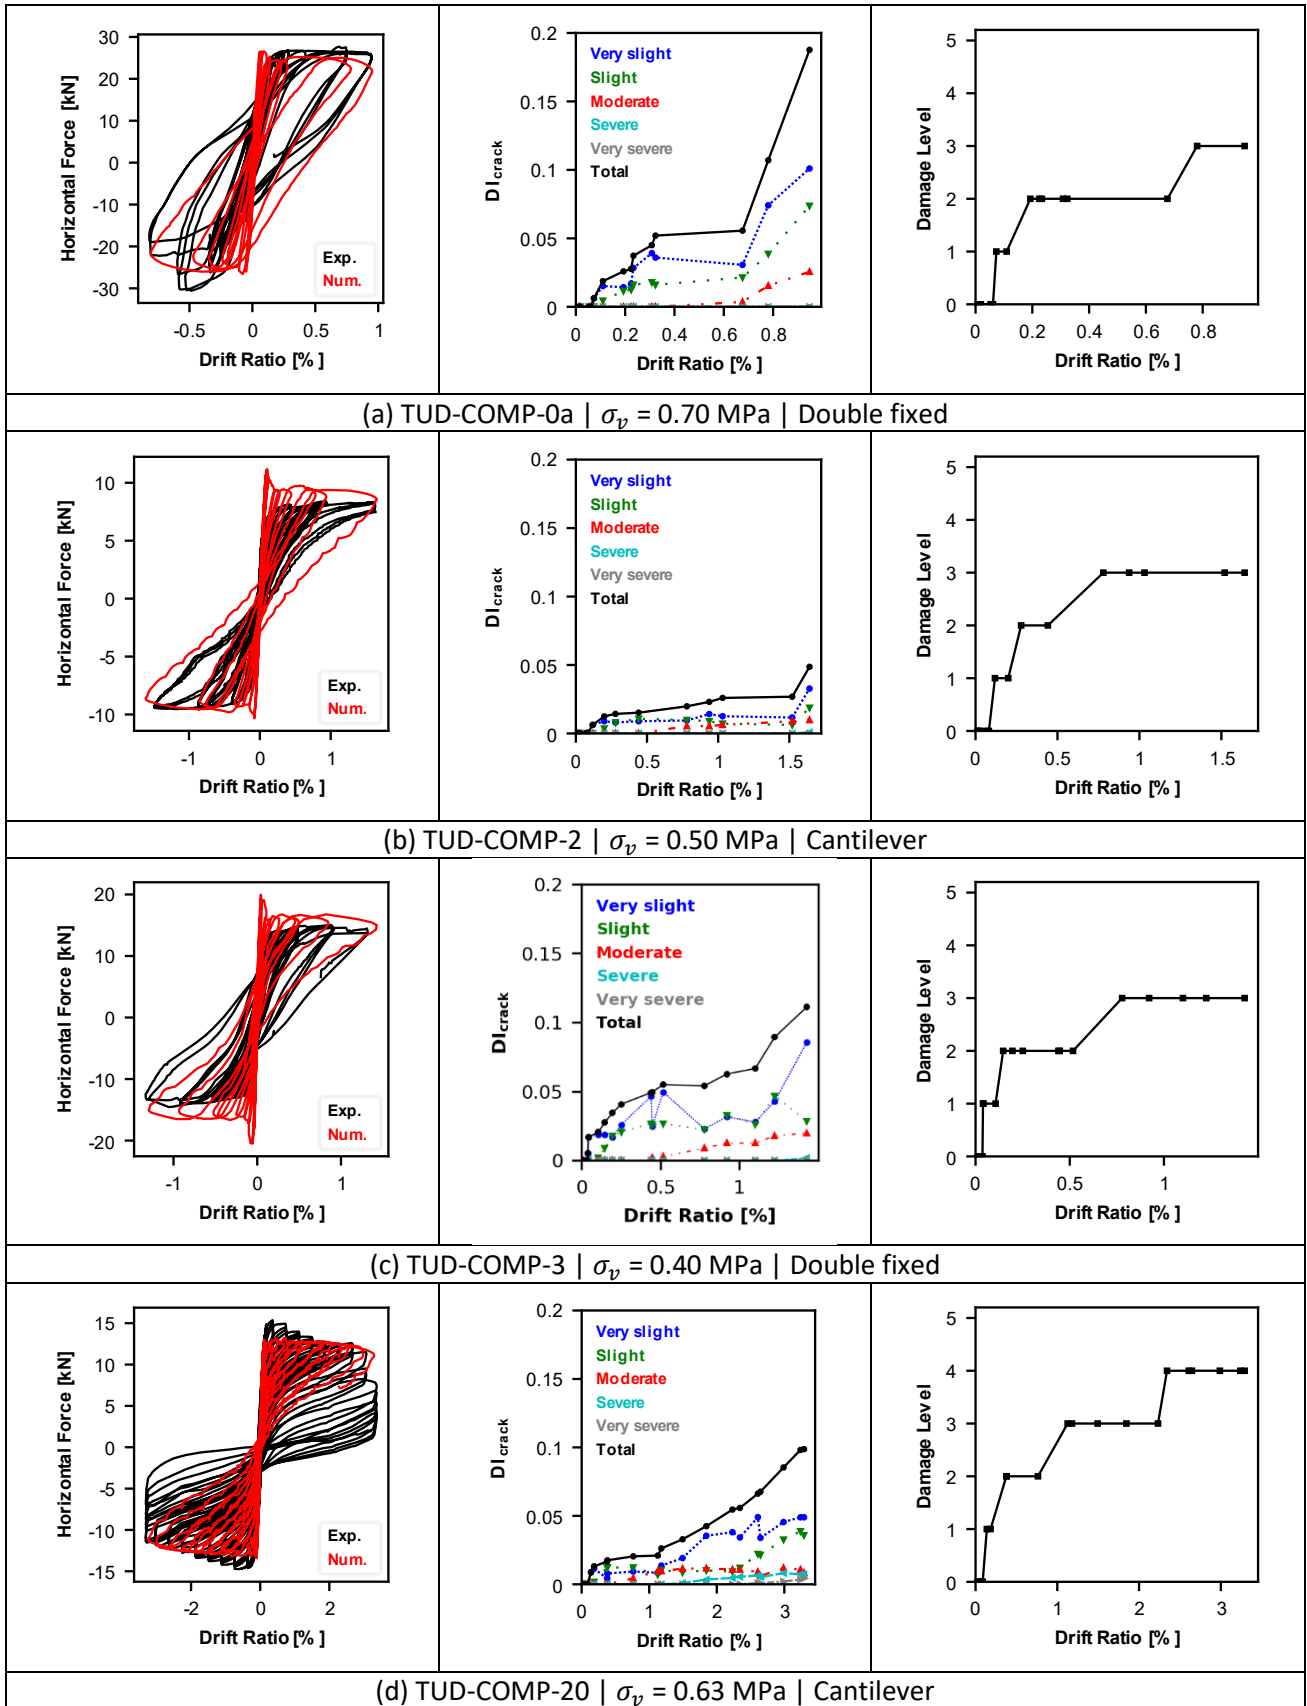 30
20
10
0
-10
-20
-30
Horizontal Force [kN]
Exp.
Num.
-0.5
0
0.5
1
Drift Ratio [% ]
0.2
0.15
0.1
0.05
0
DIcrack
Very slight
Slight
Moderate
Severe
Very severe
Total
0
0.2
0.4
0.6
0.8
Drift Ratio [% ]
5
4
3
2
1
0
Damage Level
0
0.2
0.4
0.6
0.8
Drift Ratio [% ]
(a) TUD-COMP-0a | σv = 0.70 MPa | Double fixed
10
5
0
-5
-10
Horizontal Force [kN]
Exp.
Num.
-1
0
1
Drift Ratio [% ]
0.2
0.15
0.1
0.05
0
DIcrack
Very slight
Slight
Moderate
Severe
Very severe
Total
0
0.5
1
1.5
Drift Ratio [% ]
5
4
3
2
1
0
Damage Level
0
0.5
1
1.5
Drift Ratio [% ]
(b) TUD-COMP-2 | σv = 0.50 MPa | Cantilever
20
10
0
-10
-20
Horizontal Force [kN]
Exp.
Num.
-1
0
1
Drift Ratio [% ]
0.2
0.15
0.1
0.05
0
DIcrack
Very slight
Slight
Moderate
Severe
Very severe
Total
0
0.5
1
Drift Ratio [%]
5
4
3
2
1
0
Damage Level
0
0.5
1
Drift Ratio [% ]
(c) TUD-COMP-3 | σv = 0.40 MPa | Double fixed
15
10
5
0
-5
-10
-15
Horizontal Force [kN]
Exp.
Num.
-2
0
2
Drift Ratio [% ]
0.2
0.15
0.1
0.05
0
DIcrack
Very slight
Slight
Moderate
Severe
Very severe
Total
0
1
2
3
Drift Ratio [% ]
5
4
3
2
1
0
Damage Level
0
1
2
3
Drift Ratio [% ]
(d) TUD-COMP-20 | σv = 0.63 MPa | Cantilever